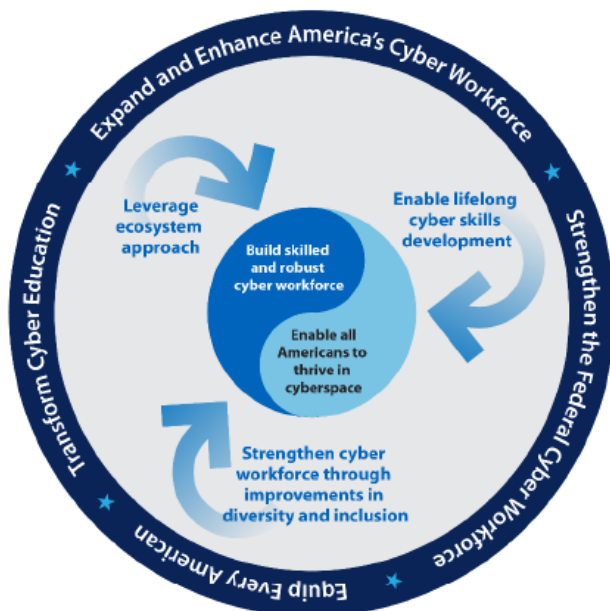 Expand and Enhance America's Cyber Workforce
Strengthen the Federal Cyber Workforce
Equip Every American
Transform Cyber Education
Leverage
ecosystem
approach
Enable lifelong
cyber skills
development
Build skilled
and robust
cyber workforce
Enable all
Americans to
thrive in
cyberspace
Strengthen cyber
workforce through
improvements in
diversity and inclusion